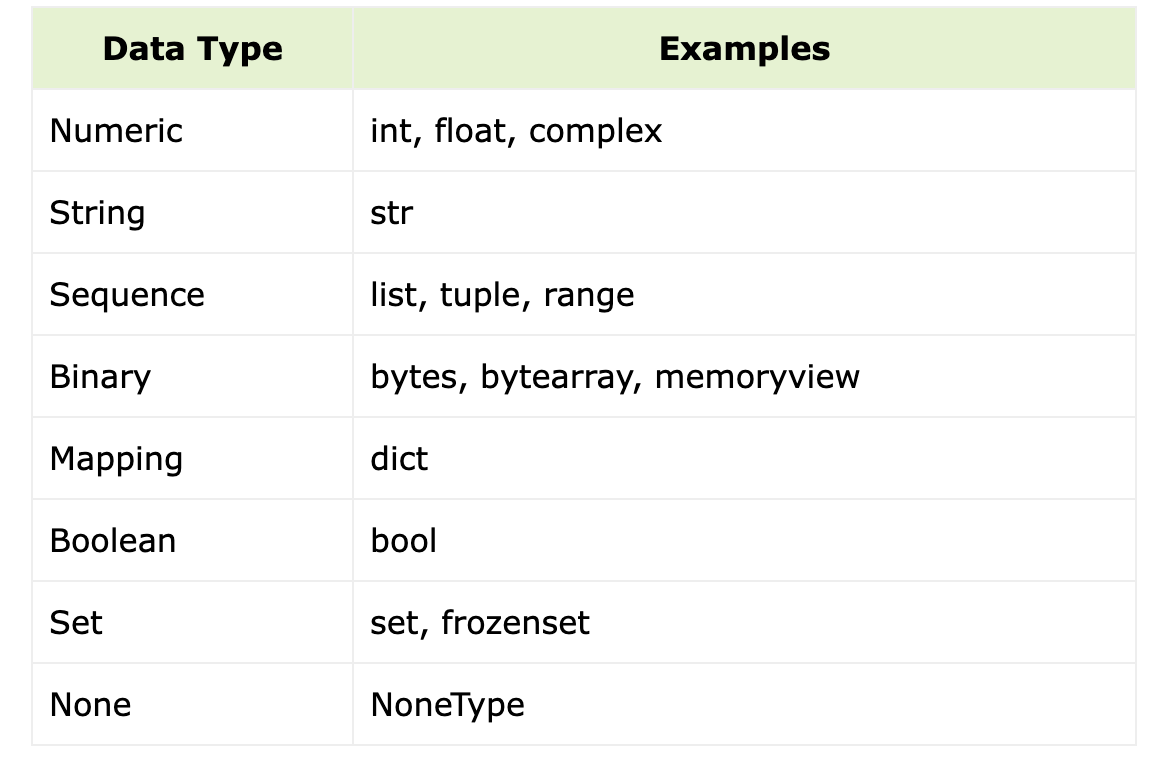 Data Type Examples
Numeric int, float, complex
String str
Sequence list, tuple, range
Binary bytes, bytearray, memoryview
Mapping dict
Boolean bool
Set set, frozenset
None NoneType